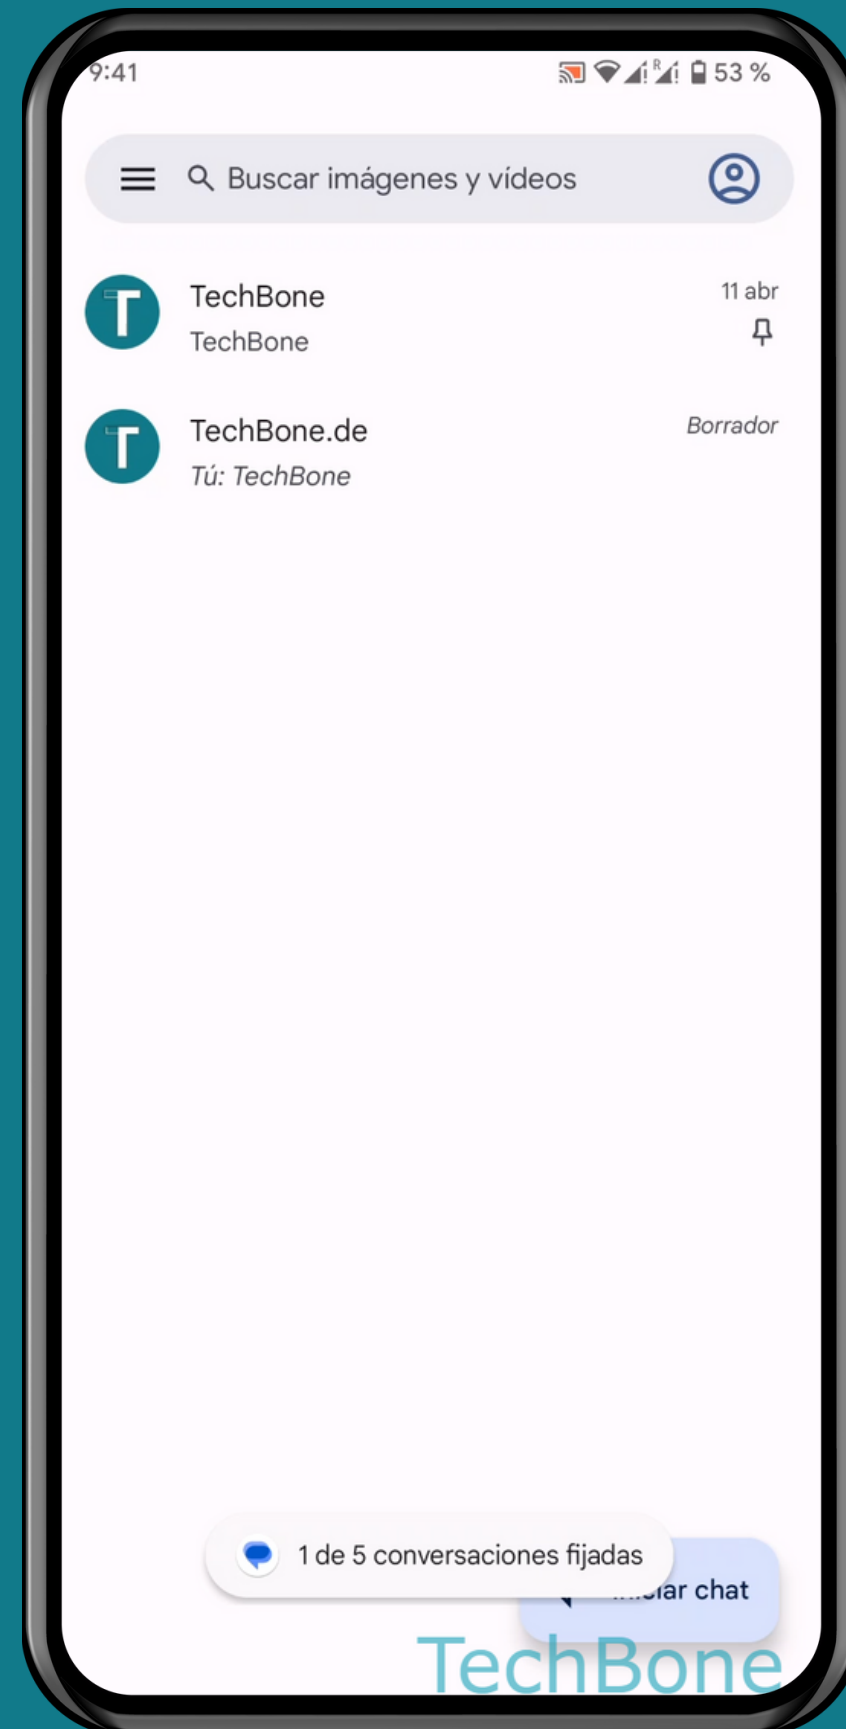 9:41 R 53 %
Buscar imágenes y vídeos
T TechBone 11 abr
TechBone
T TechBone.de Borrador
Tú: TechBone
1 de 5 conversaciones fijadas
chat
TechBone